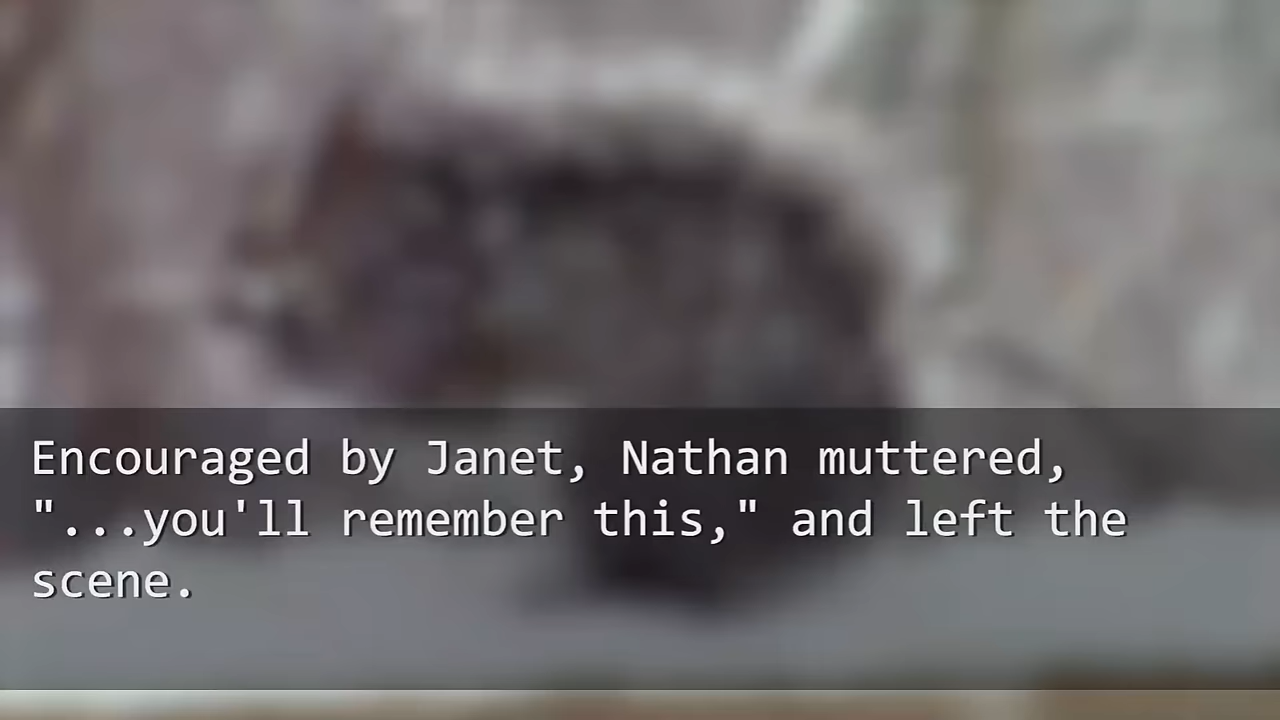 Encouraged by Janet, Nathan muttered,
"...you'll remember this," and left the
scene.